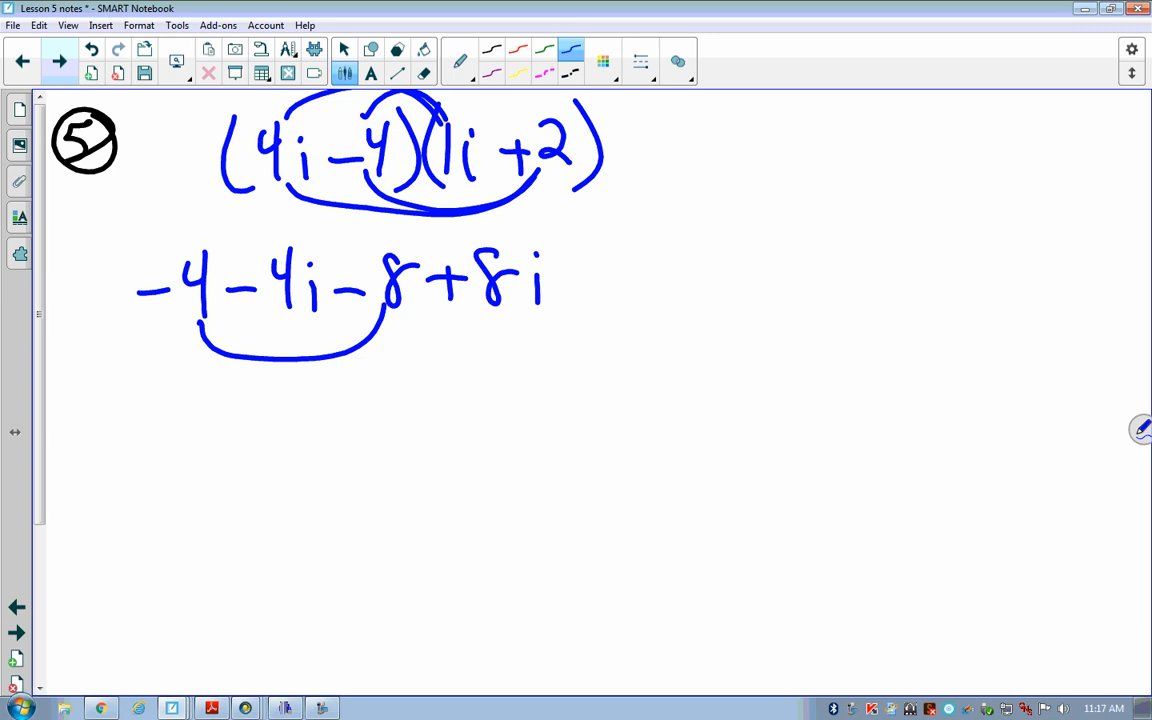 Lesson 5 notes * - SMART Notebook
File Edit View Insert Format Tools Add-ons Account Help
5 (4i - 4)(1i + 2)
- 4 - 4i - 8 + 8i
11:17 AM